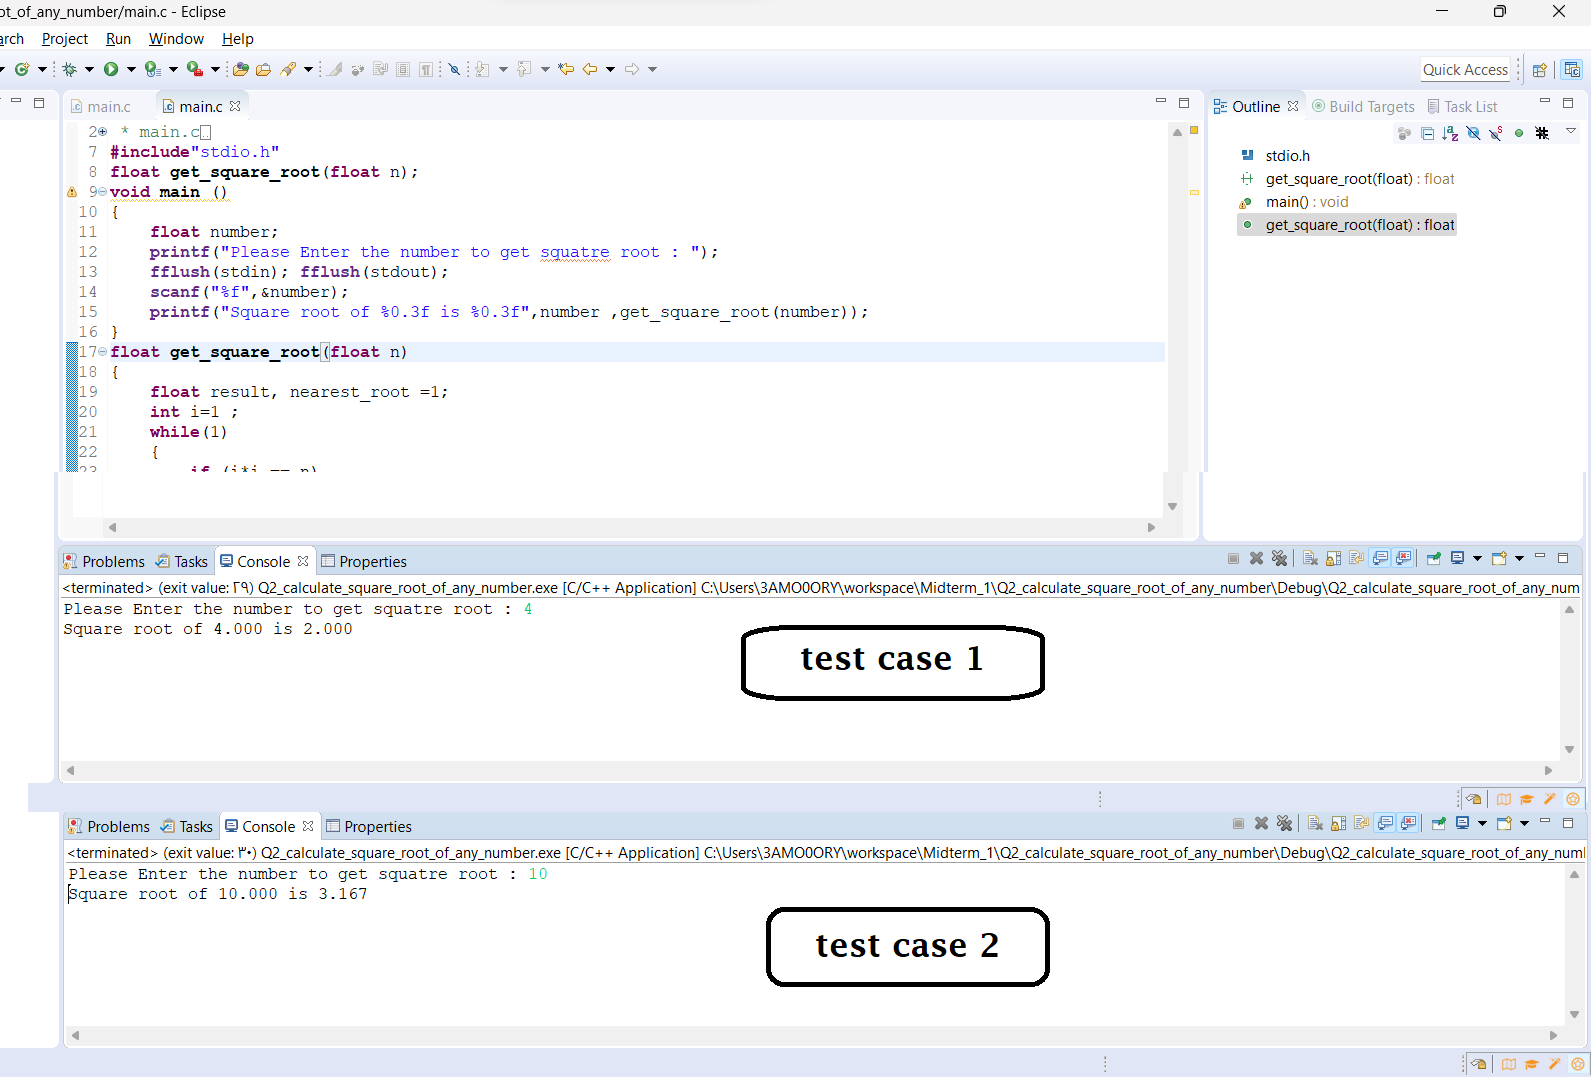 ot_of_any_number/main.c - Eclipse
arch Project Run Window Help
Quick Access
main.c main.c
2 * main.c
7 #include"stdio.h"
8 float get_square_root(float n);
9 void main ()
10 {
11 float number;
12 printf("Please Enter the number to get squatre root : ");
13 fflush(stdin); fflush(stdout);
14 scanf("%f",&number);
15 printf("Square root of %0.3f is %0.3f",number ,get_square_root(number));
16 }
17 float get_square_root(float n)
18 {
19 float result, nearest_root =1;
20 int i=1 ;
21 while(1)
22 {
23 if (i*i == n)
Outline Build Targets Task List
stdio.h
get_square_root(float) : float
main() : void
get_square_root(float) : float
Problems Tasks Console Properties
<terminated> (exit value: ٢٩) Q2_calculate_square_root_of_any_number.exe [C/C++ Application] C:\Users\3AMO0ORY\workspace\Midterm_1\Q2_calculate_square_root_of_any_number\Debug\Q2_calculate_square_root_of_any_num
Please Enter the number to get squatre root : 4
Square root of 4.000 is 2.000
test case 1
Problems Tasks Console Properties
<terminated> (exit value: ٣٠) Q2_calculate_square_root_of_any_number.exe [C/C++ Application] C:\Users\3AMO0ORY\workspace\Midterm_1\Q2_calculate_square_root_of_any_number\Debug\Q2_calculate_square_root_of_any_numl
Please Enter the number to get squatre root : 10
Square root of 10.000 is 3.167
test case 2